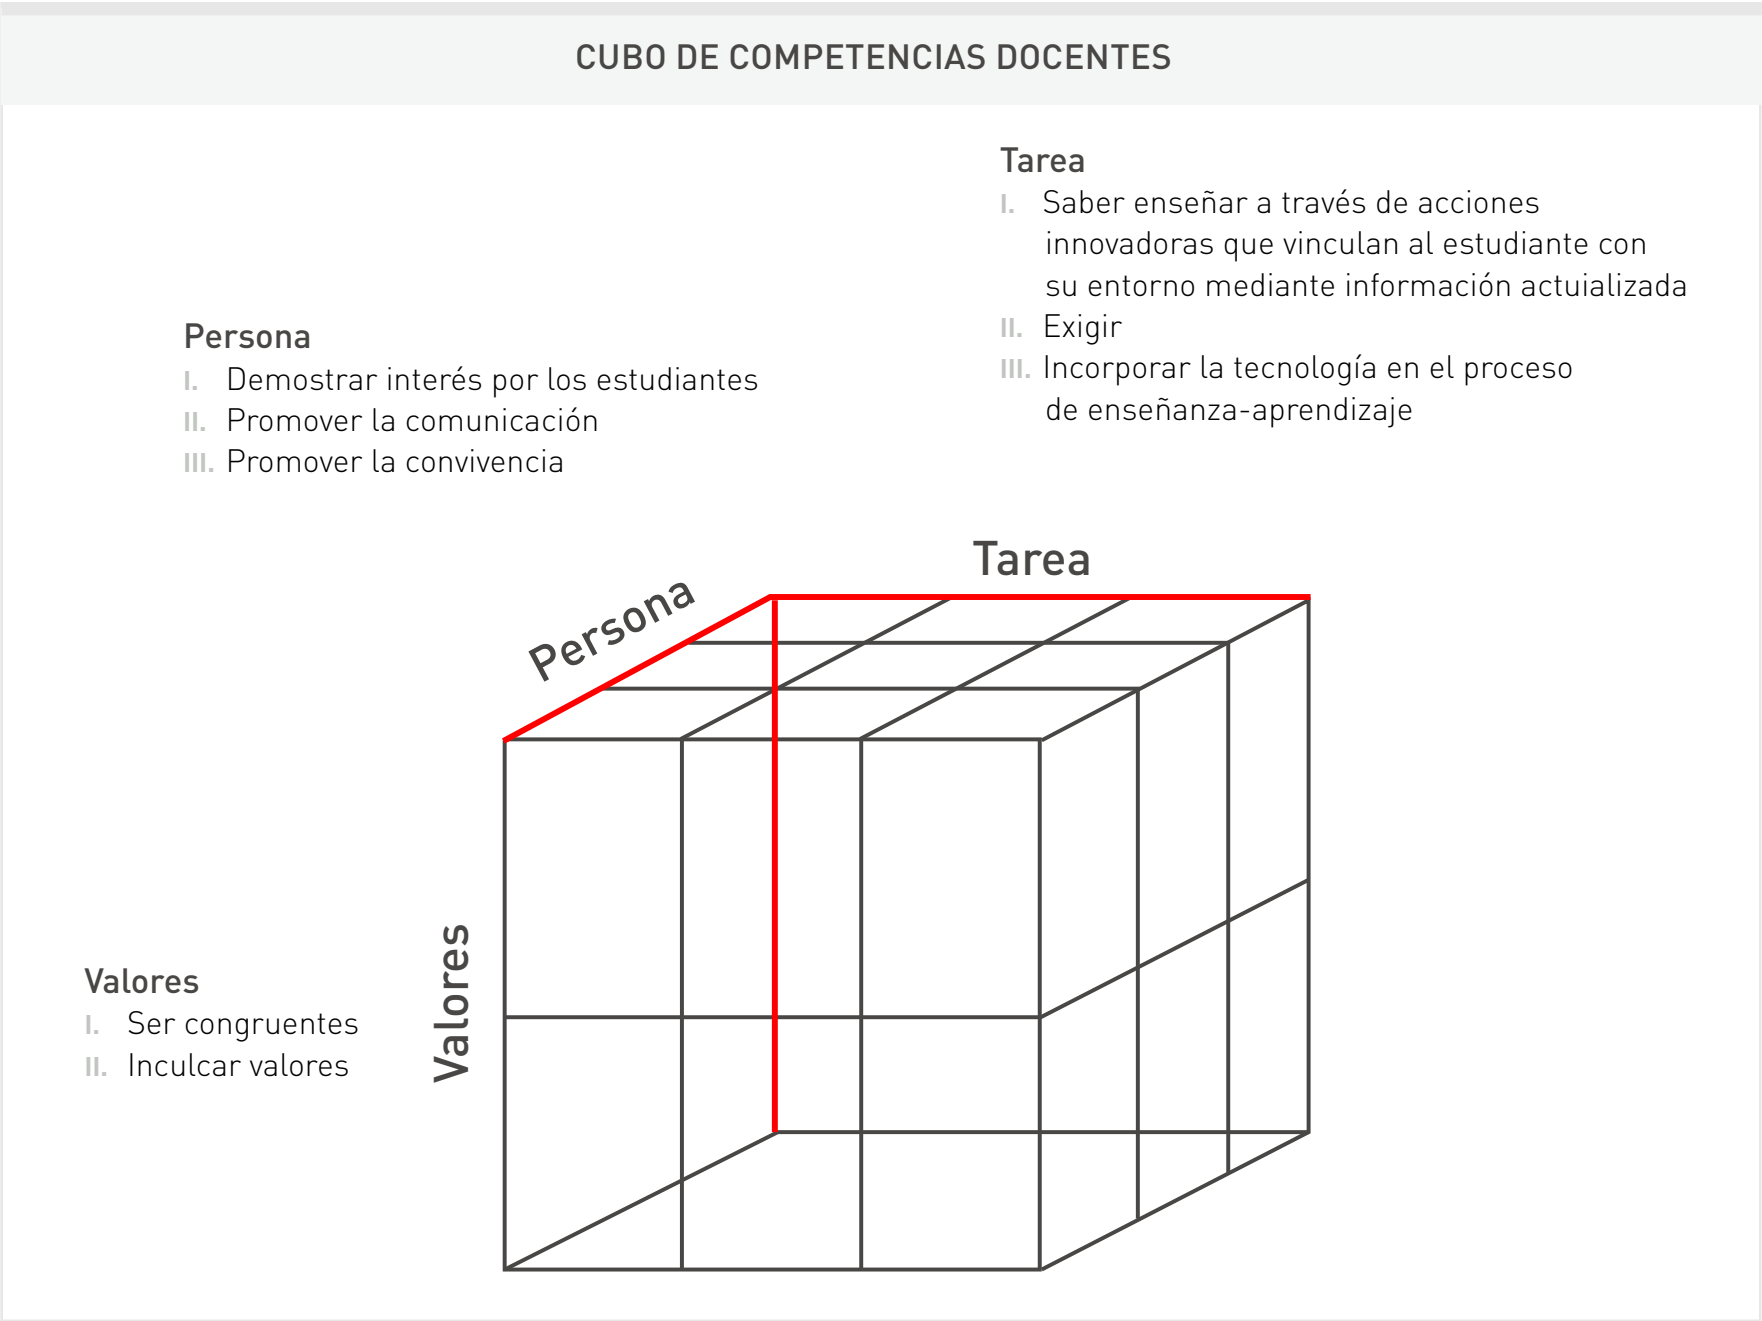 CUBO DE COMPETENCIAS DOCENTES
Tarea
I. Saber enseñar a través de acciones
innovadoras que vinculan al estudiante con
su entorno mediante información actuializada
II. Exigir
III. Incorporar la tecnología en el proceso
de enseñanza-aprendizaje
Persona
I. Demostrar interés por los estudiantes
II. Promover la comunicación
III. Promover la convivencia
Tarea
Persona
Valores
Valores
I. Ser congruentes
II. Inculcar valores